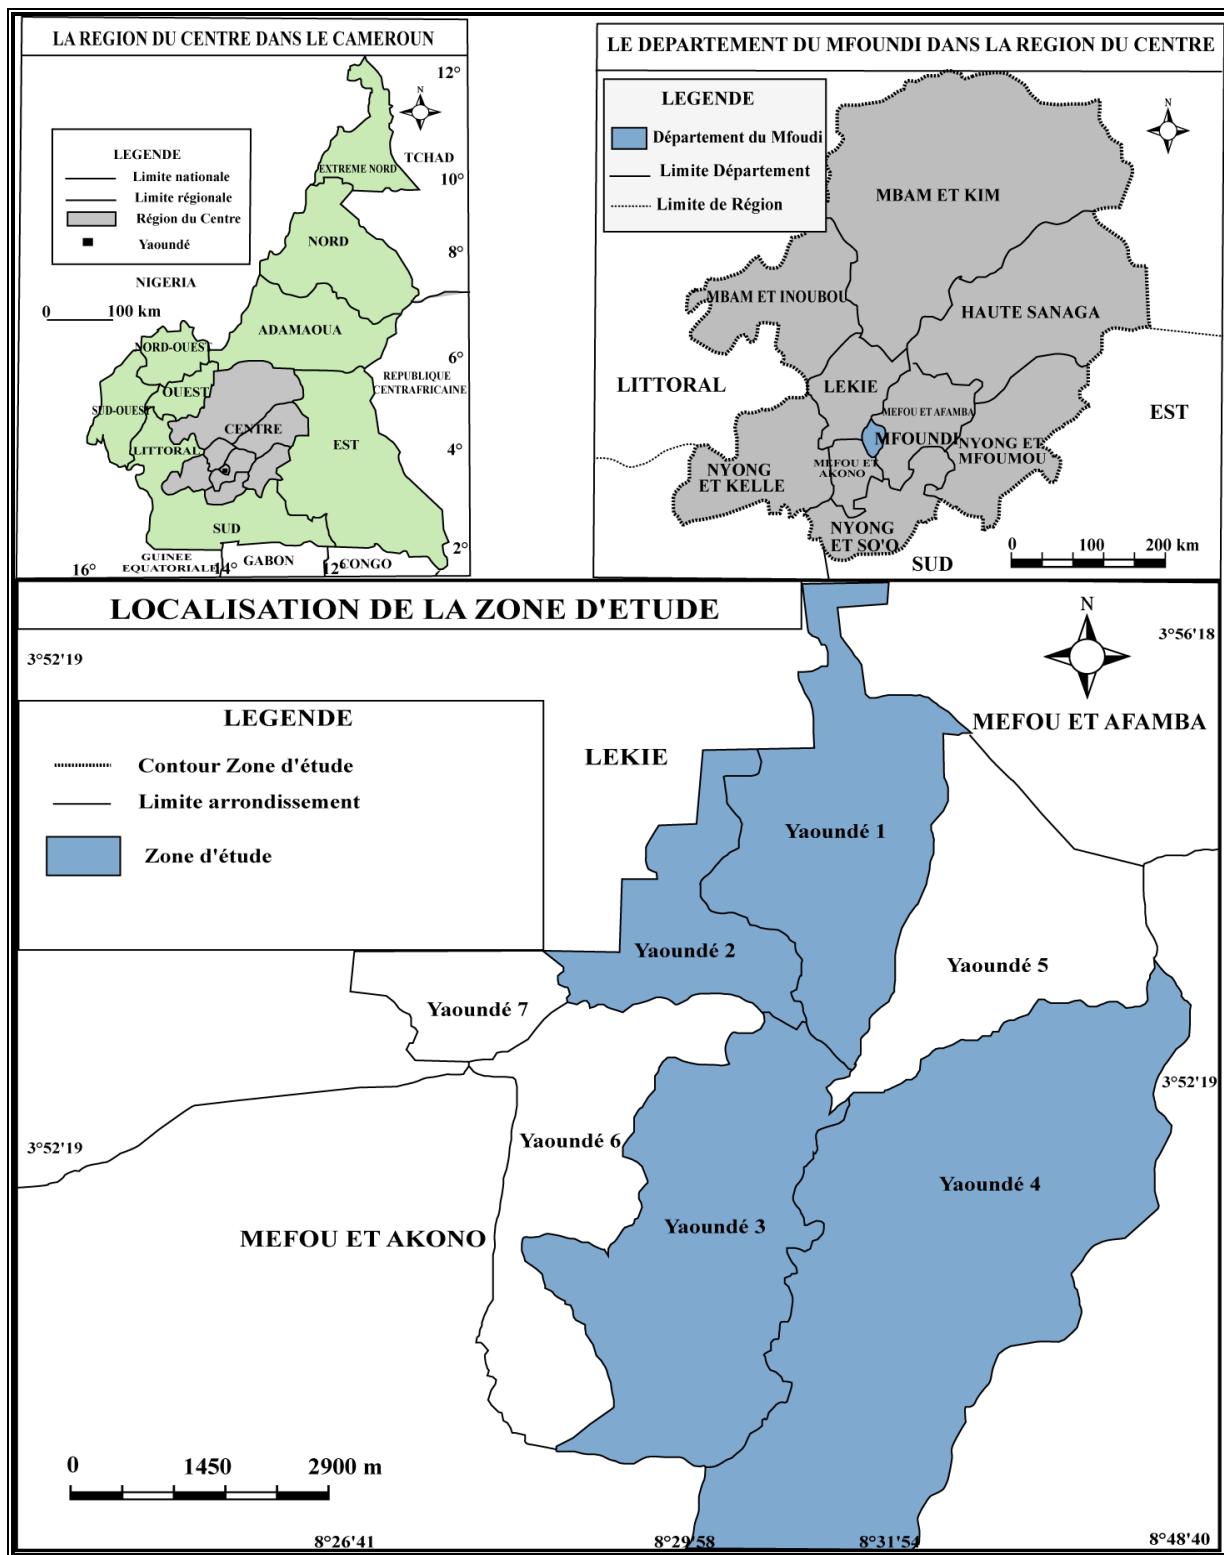 LA REGION DU CENTRE DANS LE CAMEROUN
12°
N
TCHAD
EXTREME NORD
10°
LEGENDE
Limite nationale
Limite régionale
Région du Centre
Yaoundé
NORD
8°
NIGERIA
0 100 km
ADAMAOUA
NORD-OUEST
6°
REPUBLIQUE
CENTRAFRICAINE
OUEST
SUD-OUEST
CENTRE
EST
LITTORAL
4°
SUD
2°
GUINEE
EQUATORIALE
GABON
CONGO
16°
14°
12°
LE DEPARTEMENT DU MFOUNDI DANS LA REGION DU CENTRE
LEGENDE
Département du Mfoudi
Limite Département
Limite de Région
N
MBAM ET KIM
MBAM ET INOUBOU
HAUTE SANAGA
LITTORAL
LEKIE
MEFOU ET AFAMBA
EST
MFOUNDI
NYONG ET
MFOUMOU
MEFOU ET
AKONO
NYONG
ET KELLE
NYONG
ET SO'O
SUD
0 100 200 km
LOCALISATION DE LA ZONE D'ETUDE
N
3°56'18
3°52'19
LEGENDE
Contour Zone d'étude
Limite arrondissement
Zone d'étude
MEFOU ET AFAMBA
LEKIE
Yaoundé 1
Yaoundé 2
Yaoundé 5
Yaoundé 7
3°52'19
3°52'19
Yaoundé 6
Yaoundé 4
Yaoundé 3
MEFOU ET AKONO
0 1450 2900 m
8°26'41
8°29'58
8°31'54
8°48'40